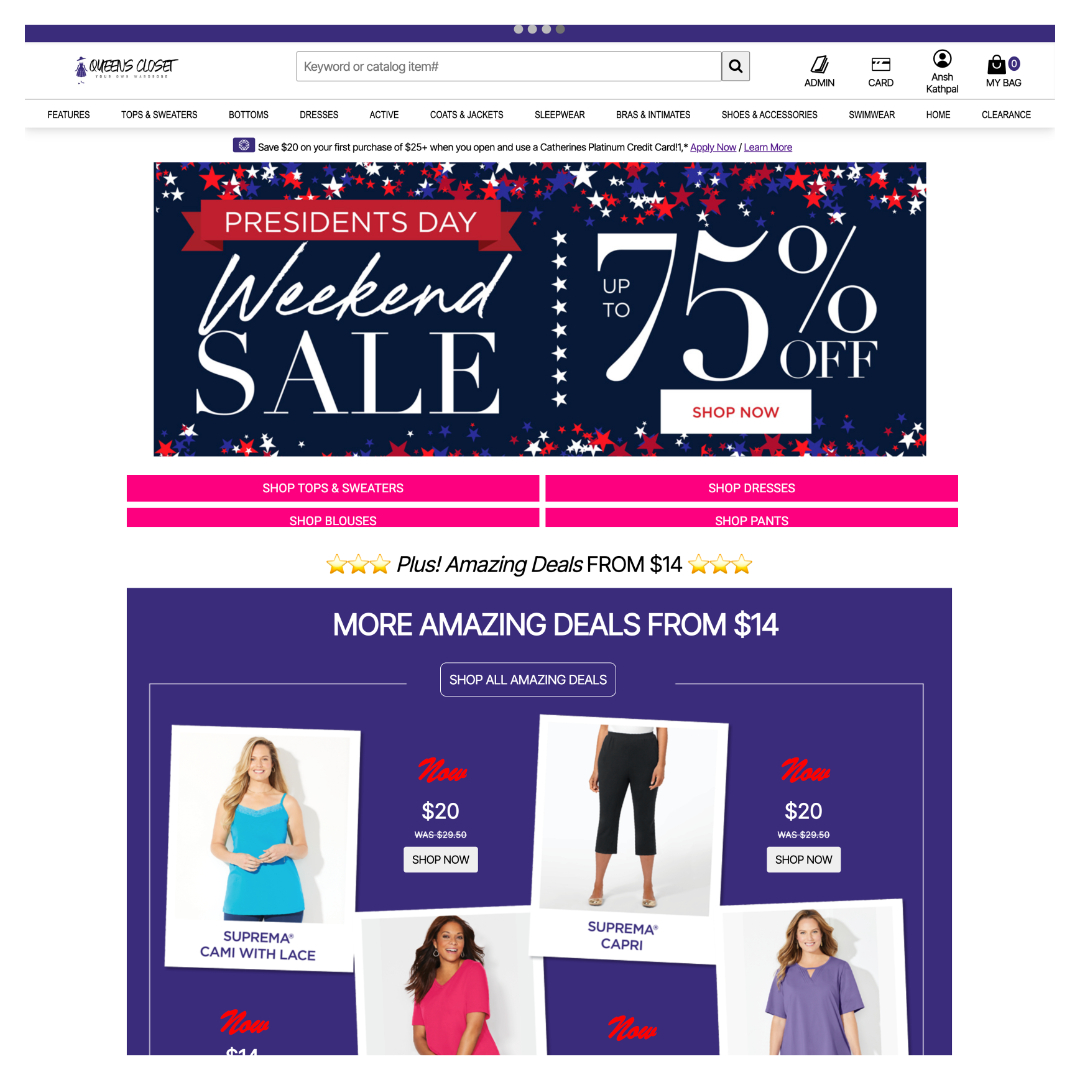 QUEENS CLOSET
YOUR OWN WARDROBE
Keyword or catalog item#
ADMIN
CARD
Ansh
Kathpal
0
MY BAG
FEATURES TOPS & SWEATERS BOTTOMS DRESSES ACTIVE COATS & JACKETS SLEEPWEAR BRAS & INTIMATES SHOES & ACCESSORIES SWIMWEAR HOME CLEARANCE
Save $20 on your first purchase of $25+ when you open and use a Catherines Platinum Credit Card!1,* Apply Now / Learn More
PRESIDENTS DAY
Weekend
SALE
UP
TO
75%
OFF
SHOP NOW
SHOP TOPS & SWEATERS
SHOP DRESSES
SHOP BLOUSES
SHOP PANTS
⭐⭐⭐ Plus! Amazing Deals FROM $14 ⭐⭐⭐
MORE AMAZING DEALS FROM $14
SHOP ALL AMAZING DEALS
SUPREMA®
CAMI WITH LACE
Now
$20
WAS $29.50
SHOP NOW
SUPREMA®
CAPRI
Now
$20
WAS $29.50
SHOP NOW
Now
$14
Now